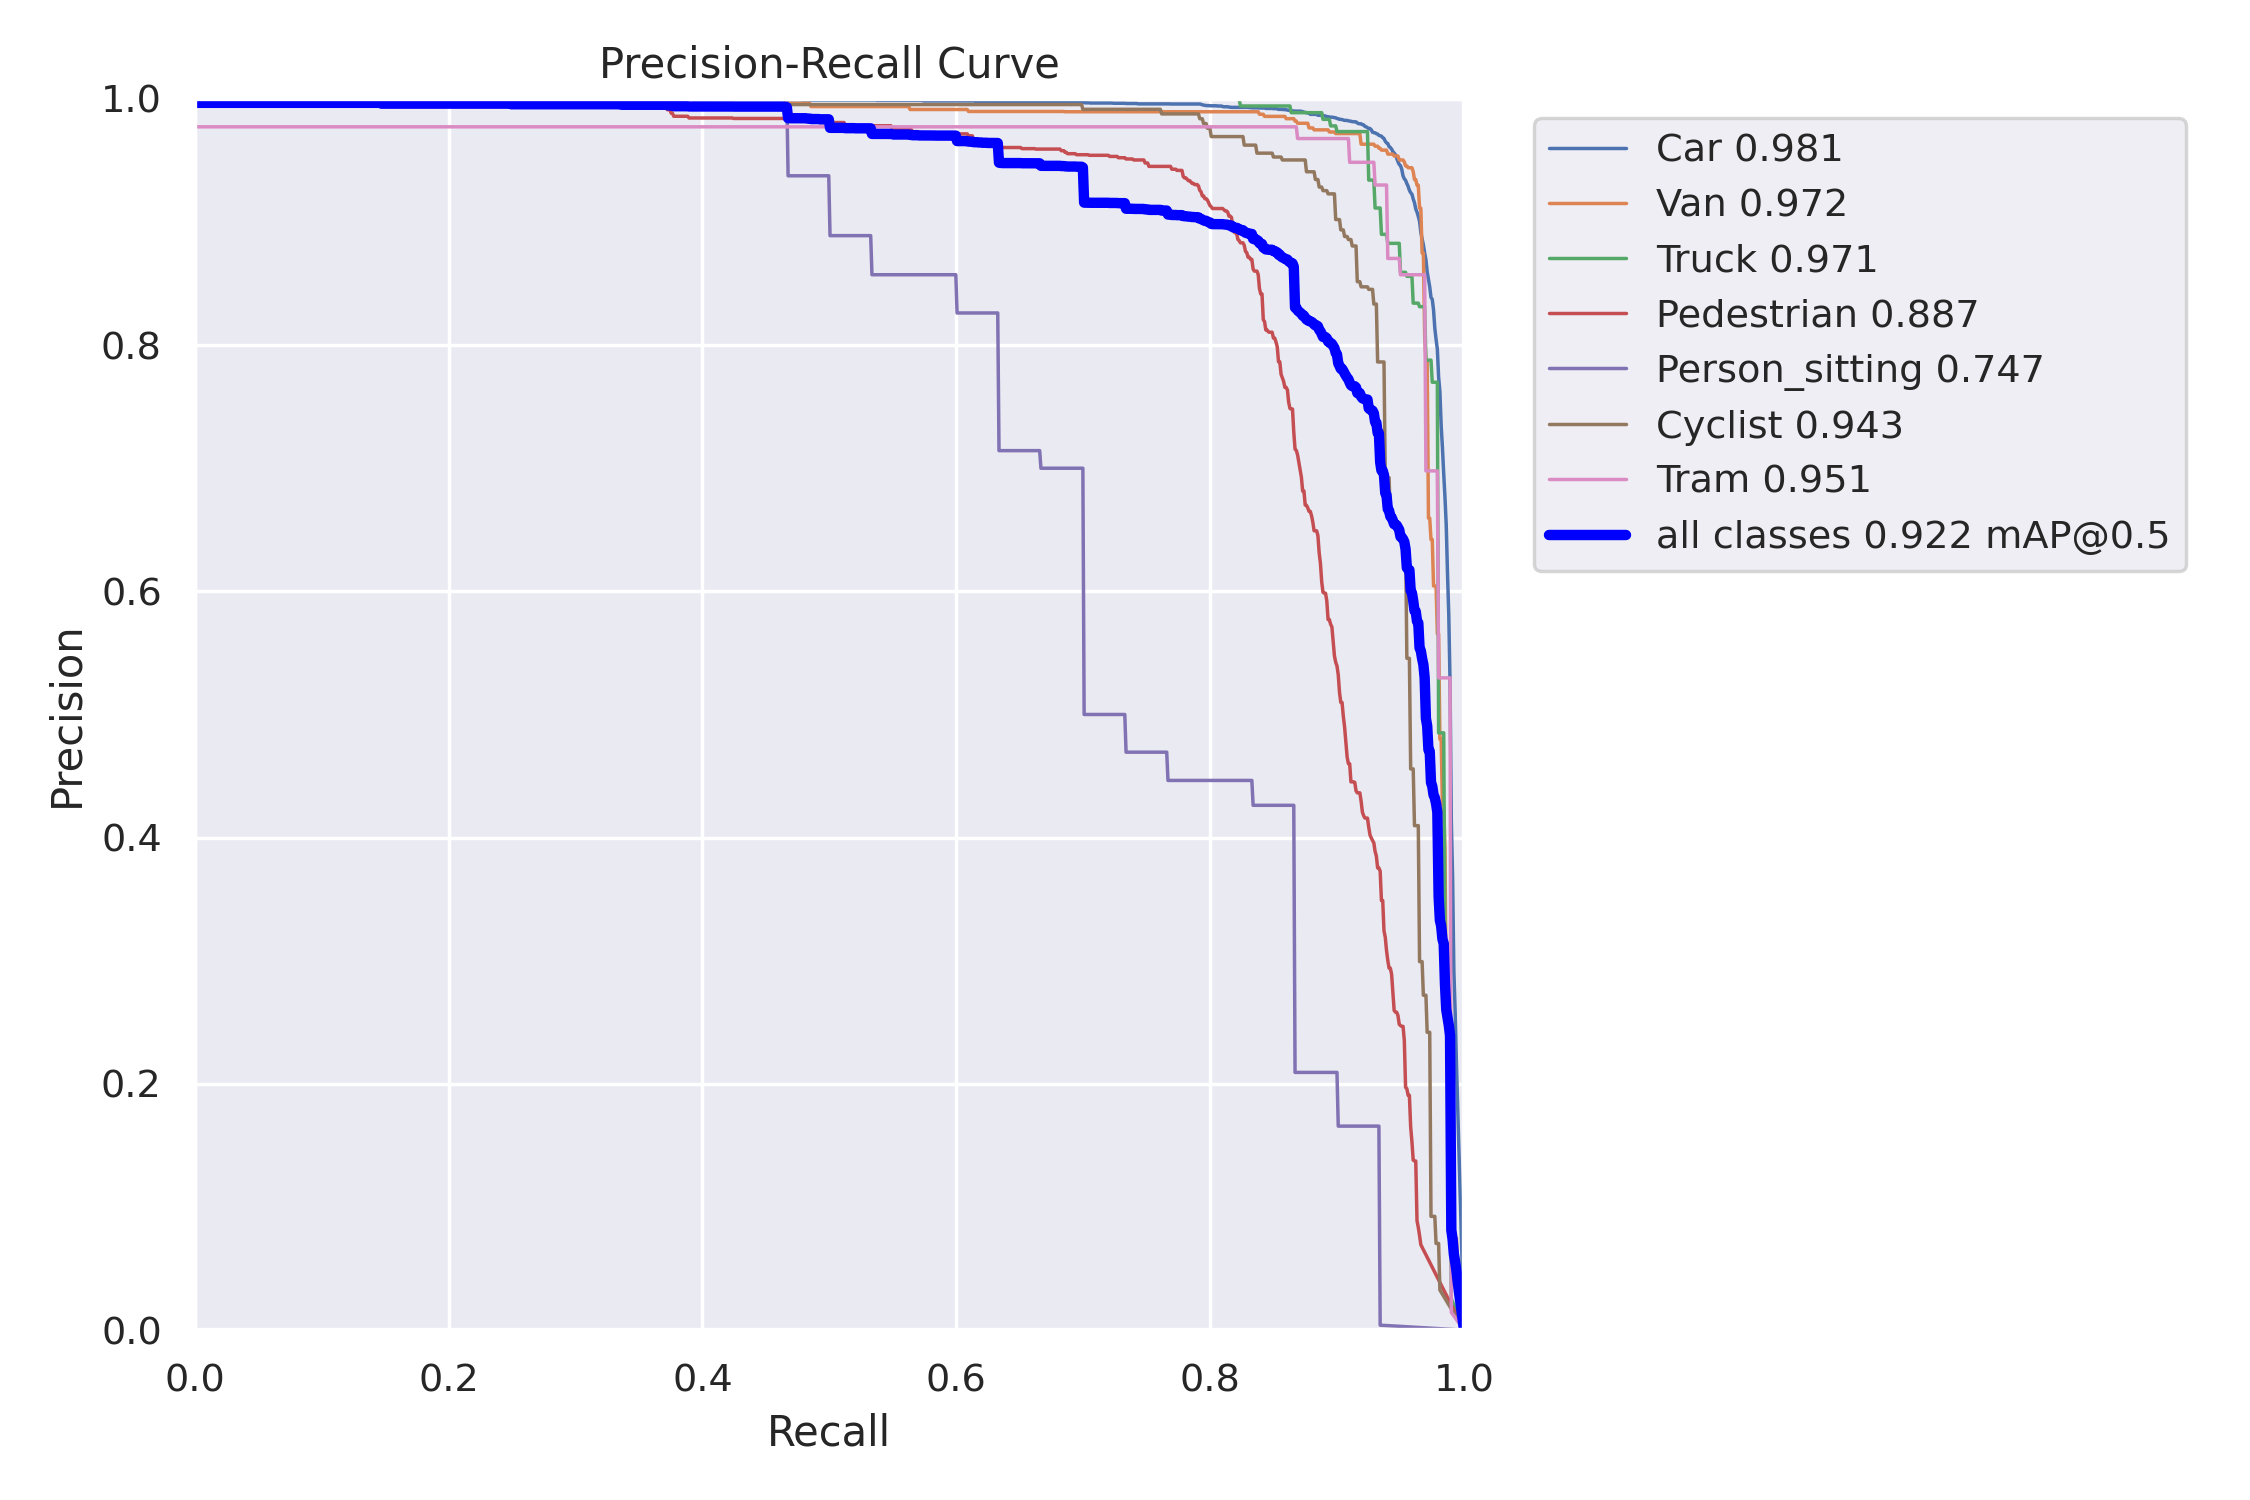 Precision-Recall Curve
1.0
0.8
0.6
0.4
0.2
0.0
Precision
0.0 0.2 0.4 0.6 0.8 1.0
Recall
Car 0.981
Van 0.972
Truck 0.971
Pedestrian 0.887
Person_sitting 0.747
Cyclist 0.943
Tram 0.951
all classes 0.922 mAP@0.5